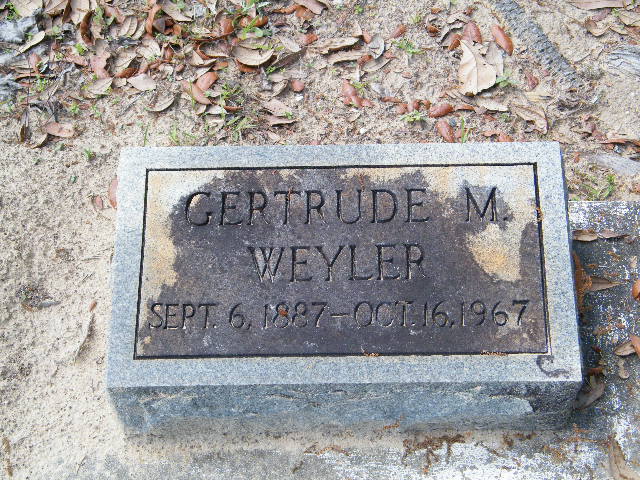 GERTRUDE M.
WEYLER
SEPT. 6, 1887 - OCT. 16, 1967